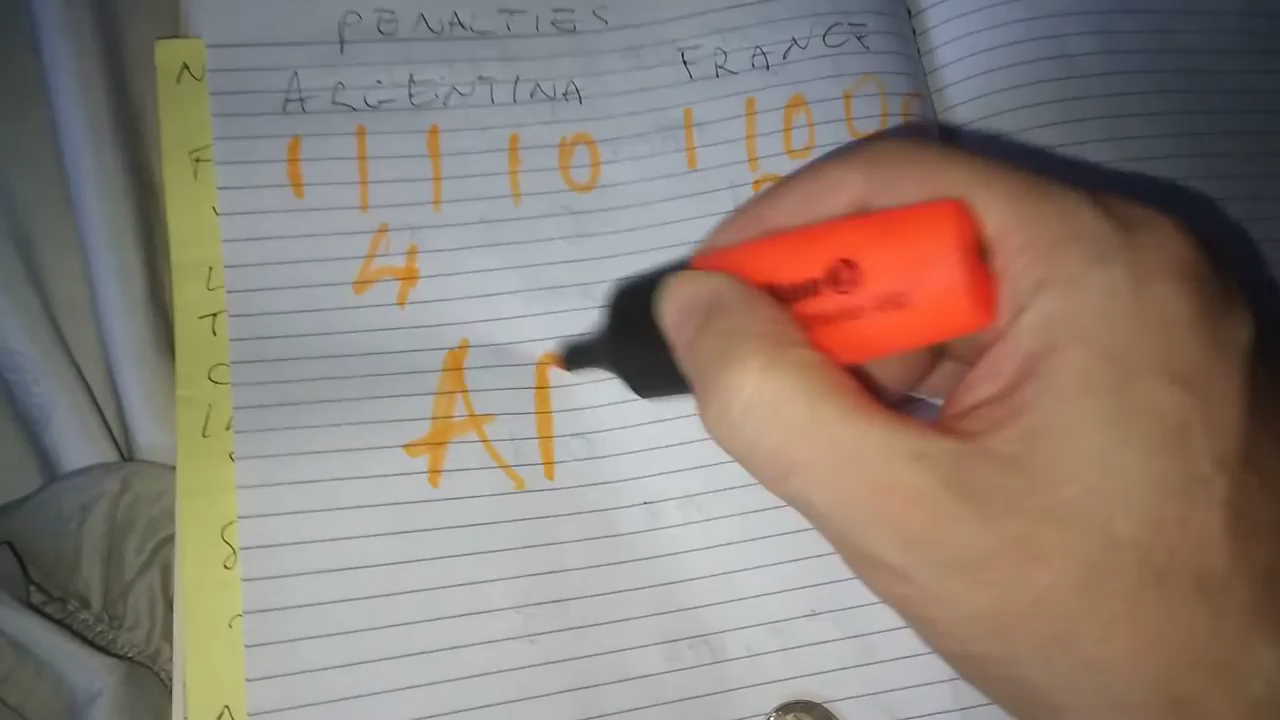 PENALTIES
ARGENTINA FRANCE
1 1 1 1 0 1 1 0 0
4
Ar